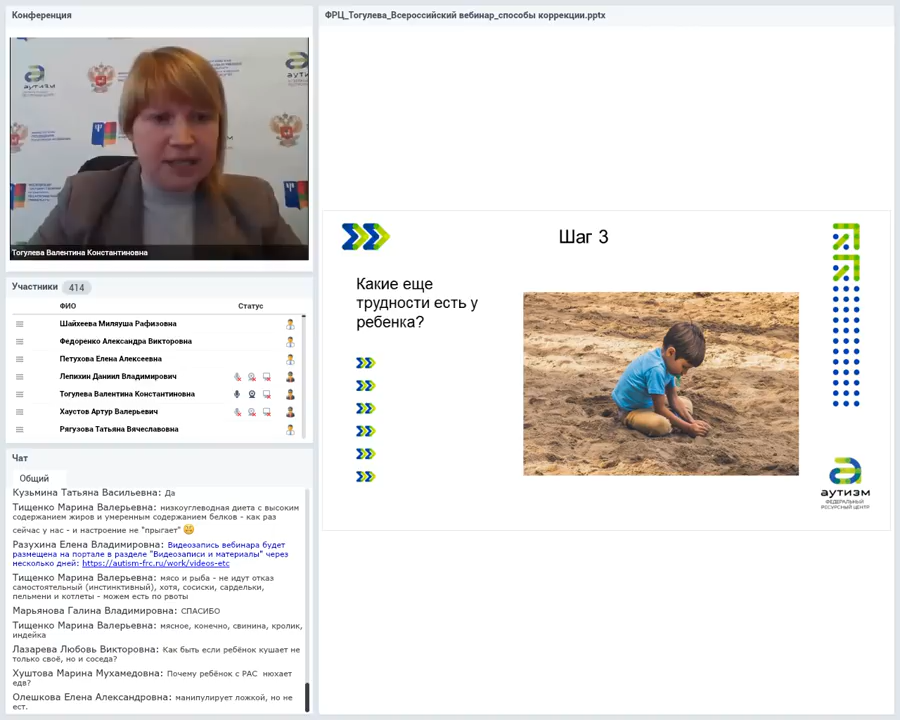 Конференция
аутизм
Тогулева Валентина Константиновна
Участники 414
ФИО Статус
Шайхеева Миляуша Рафизовна
Федоренко Александра Викторовна
Петухова Елена Алексеевна
Лепихин Даниил Владимирович
Тогулева Валентина Константиновна
Хаустов Артур Валерьевич
Рягузова Татьяна Вячеславовна
Чат
Общий
Кузьмина Татьяна Васильевна: Да
Тищенко Марина Валерьевна: низкоуглеводная диета с высоким
содержанием жиров и умеренным содержанием белков - как раз
сейчас у нас - и настроение не "прыгает"
Разухина Елена Владимировна: Видеозапись вебинара будет
размещена на портале в разделе "Видеозаписи и материалы" через
несколько дней: https://autism-frc.ru/work/videos-etc
Тищенко Марина Валерьевна: мясо и рыба - не идут отказ
самостоятельный (инстинктивный), хотя, сосиски, сардельки,
пельмени и котлеты - можем есть по рвоты
Марьянова Галина Владимировна: СПАСИБО
Тищенко Марина Валерьевна: мясное, конечно, свинина, кролик,
индейка
Лазарева Любовь Викторовна: Как быть если ребёнок кушает не
только своё, но и соседа?
Хуштова Марина Мухамедовна: Почему ребёнок с РАС нюхает
едв?
Олешкова Елена Александровна: манипулирует ложкой, но не
ест.
ФРЦ_Тогулева_Всероссийский вебинар_способы коррекции.pptx
Шаг 3
Какие еще
трудности есть у
ребенка?
аутизм
ФЕДЕРАЛЬНЫЙ
РЕСУРСНЫЙ ЦЕНТР